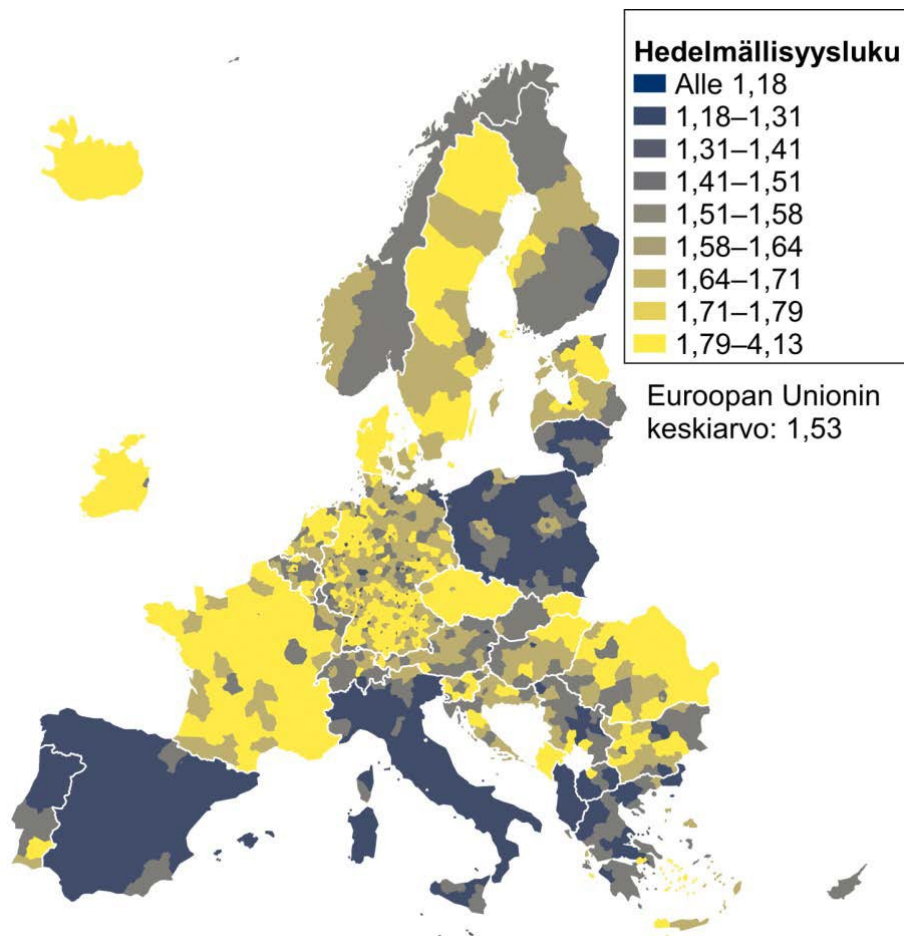 Hedelmällisyysluku
Alle 1,18
1,18–1,31
1,31–1,41
1,41–1,51
1,51–1,58
1,58–1,64
1,64–1,71
1,71–1,79
1,79–4,13
Euroopan Unionin
keskiarvo: 1,53